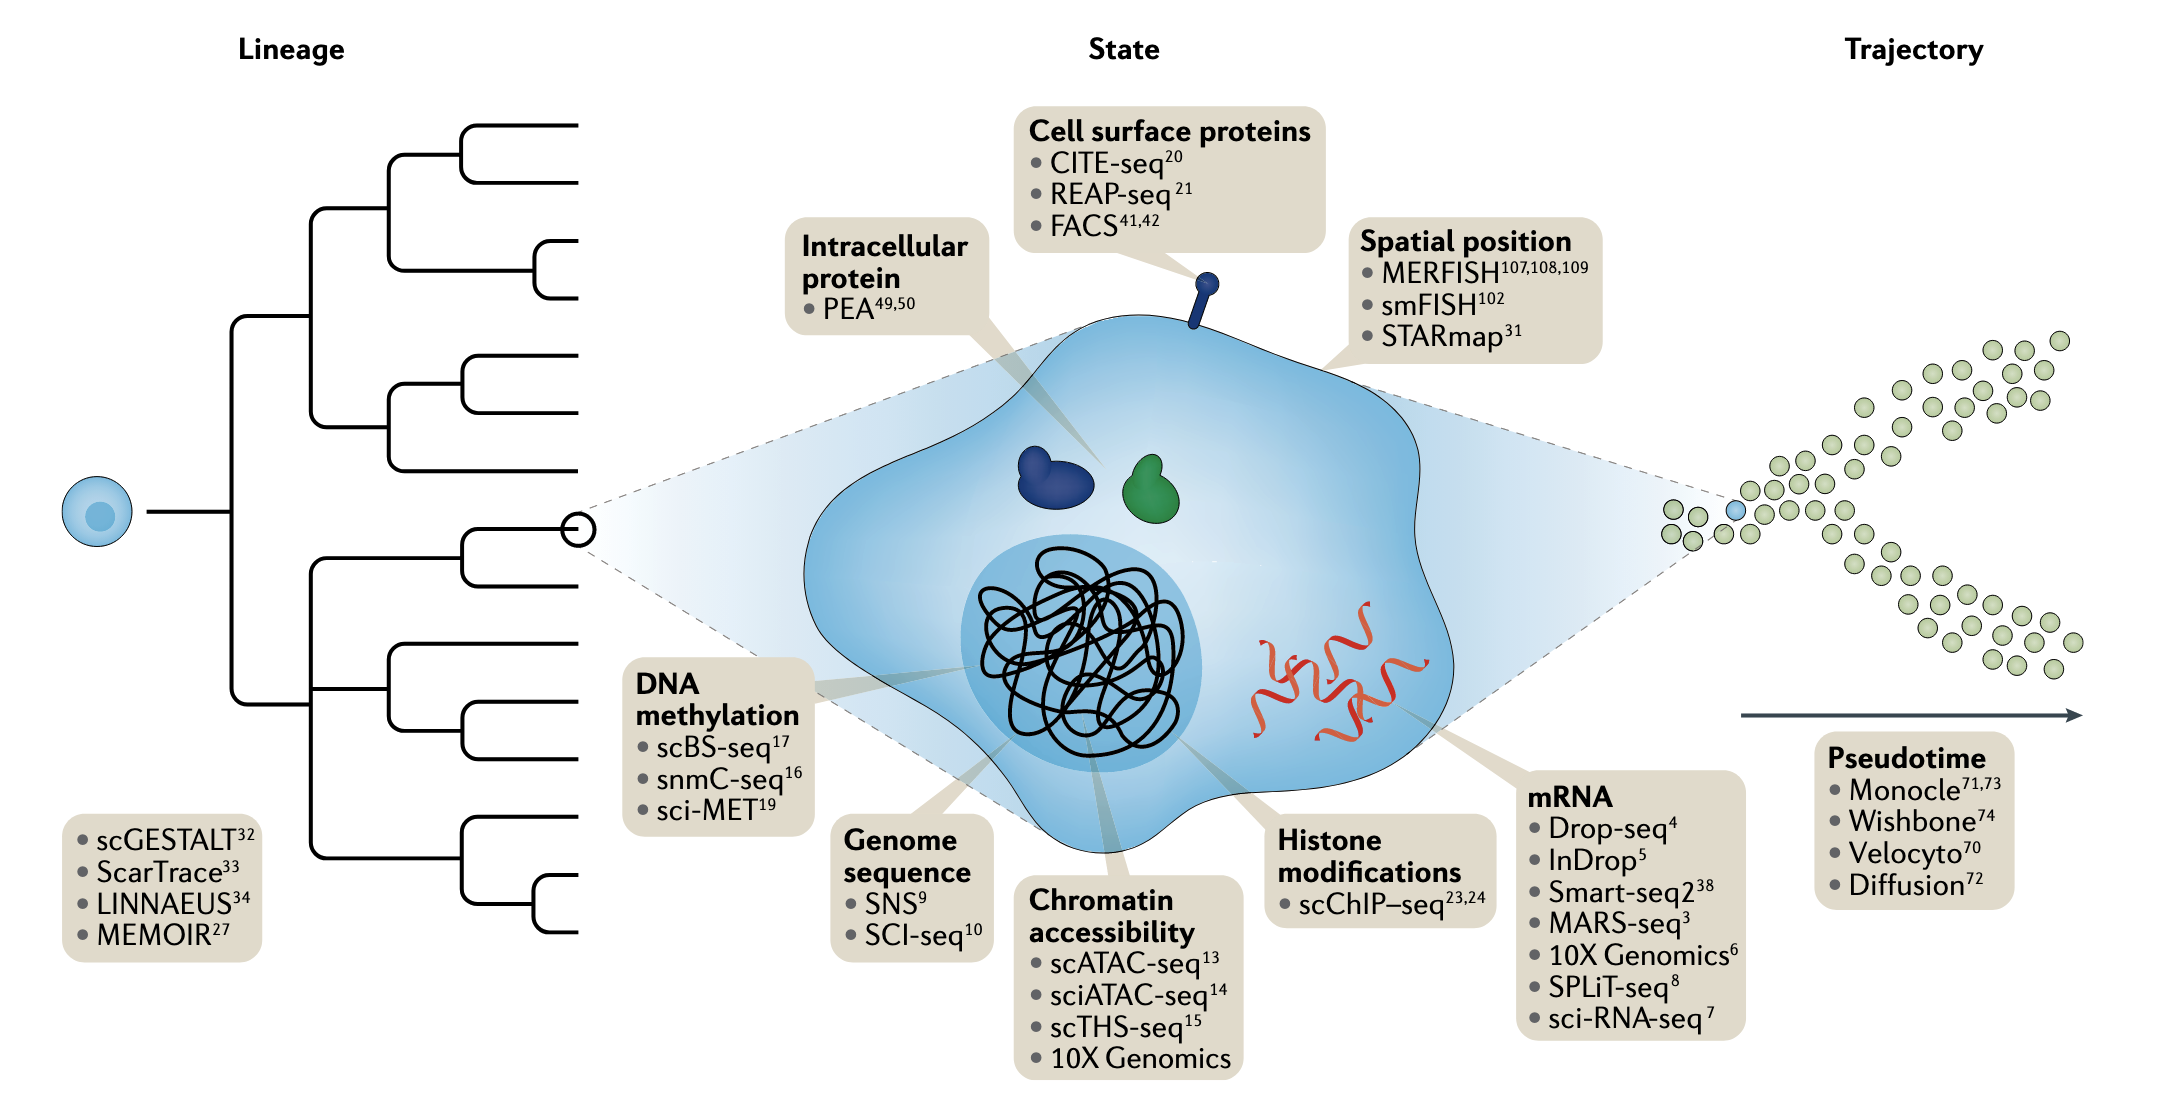 Lineage
State
Trajectory
Cell surface proteins
• CITE-seq20
• REAP-seq21
• FACS41,42
Intracellular
protein
• PEA49,50
Spatial position
• MERFISH107,108,109
• smFISH102
• STARmap31
DNA
methylation
• scBS-seq17
• snmC-seq16
• sci-MET19
• scGESTALT32
• ScarTrace33
• LINNAEUS34
• MEMOIR27
Genome
sequence
• SNS9
• SCI-seq10
Chromatin
accessibility
• scATAC-seq13
• sciATAC-seq14
• scTHS-seq15
• 10X Genomics
Histone
modifications
• scChIP–seq23,24
mRNA
• Drop-seq4
• InDrop5
• Smart-seq238
• MARS-seq3
• 10X Genomics6
• SPLiT-seq8
• sci-RNA-seq7
Pseudotime
• Monocle71,73
• Wishbone74
• Velocyto70
• Diffusion72